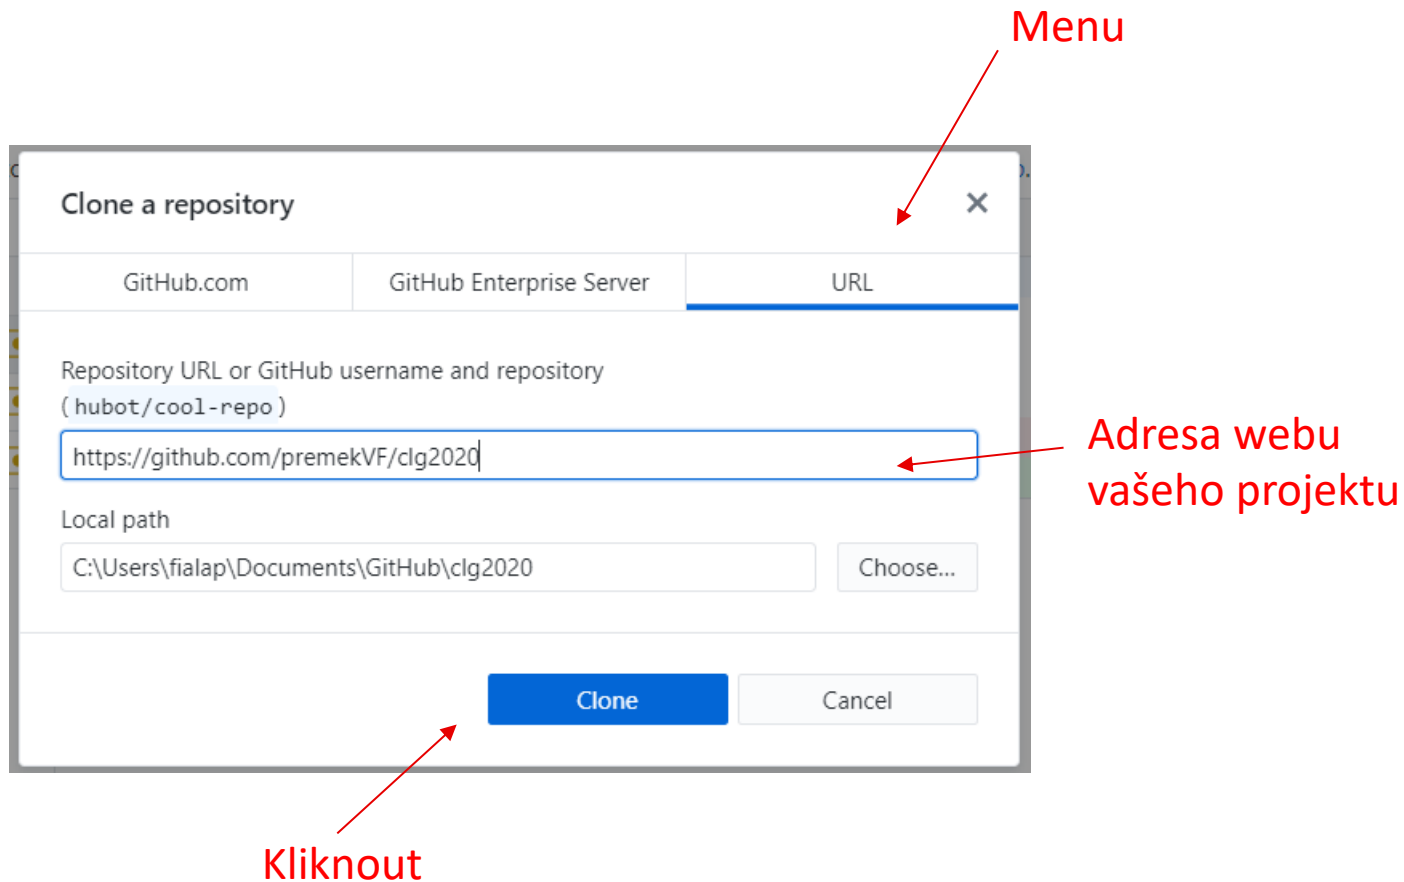 Menu
Clone a repository
GitHub.com
GitHub Enterprise Server
URL
Repository URL or GitHub username and repository
(hubot/cool-repo)
https://github.com/premekVF/clg2020
Adresa webu
vašeho projektu
Local path
C:\Users\fialap\Documents\GitHub\clg2020
Choose...
Clone
Cancel
Kliknout